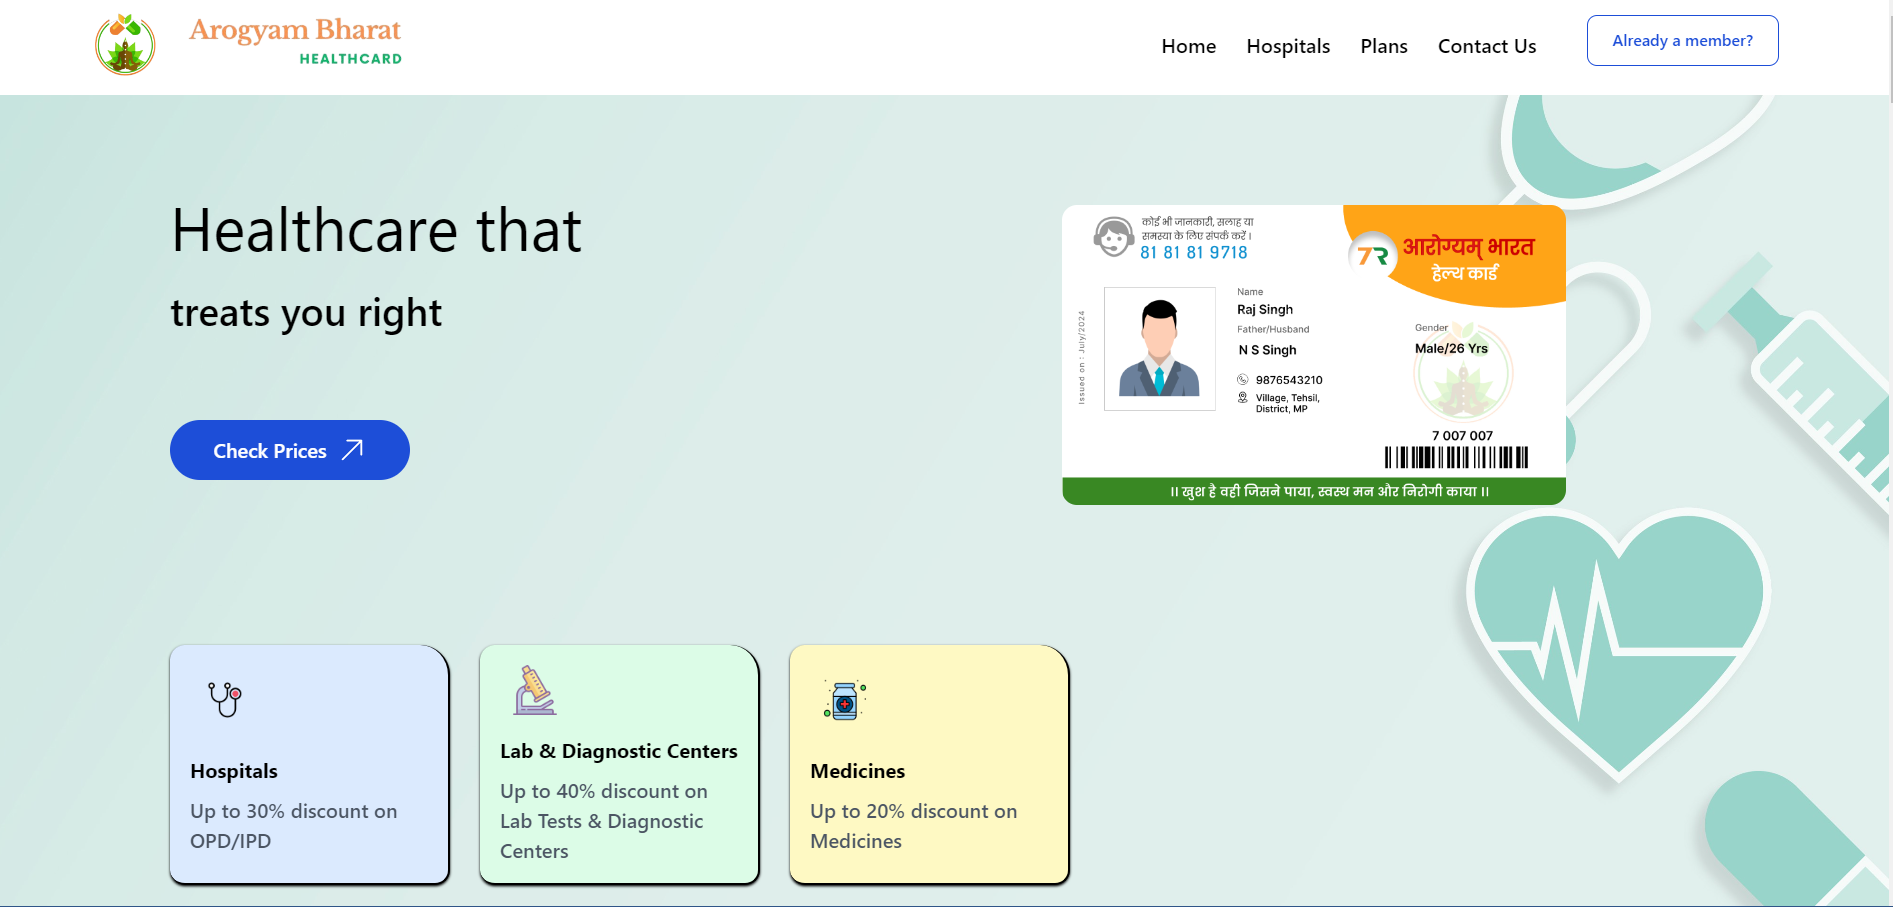 Arogyam Bharat
HEALTHCARD
Home
Hospitals
Plans
Contact Us
Already a member?
Healthcare that
treats you right
Check Prices
कोई भी जानकारी, सलाह या
समस्या के लिए संपर्क करें ।
81 81 81 9718
7R
आरोग्यम् भारत
हेल्थ कार्ड
Issued on : July/2024
Name
Raj Singh
Father/Husband
N S Singh
9876543210
Village, Tehsil,
District, MP
Gender
Male/26 Yrs
7 007 007
।। खुश है वही जिसने पाया, स्वस्थ मन और निरोगी काया ।।
Hospitals
Up to 30% discount on
OPD/IPD
Lab & Diagnostic Centers
Up to 40% discount on
Lab Tests & Diagnostic
Centers
Medicines
Up to 20% discount on
Medicines